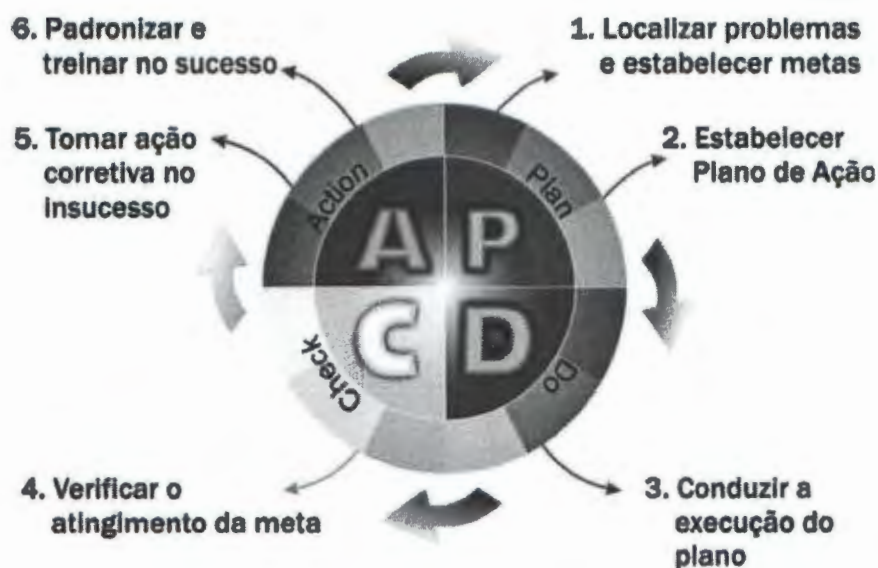 6. Padronizar e
treinar no sucesso
1. Localizar problemas
e estabelecer metas
5. Tomar ação
corretiva no
insucesso
2. Estabelecer
Plano de Ação
Action
Plan
A P
C D
Check
Do
4. Verificar o
atingimento da meta
3. Conduzir a
execução do
plano